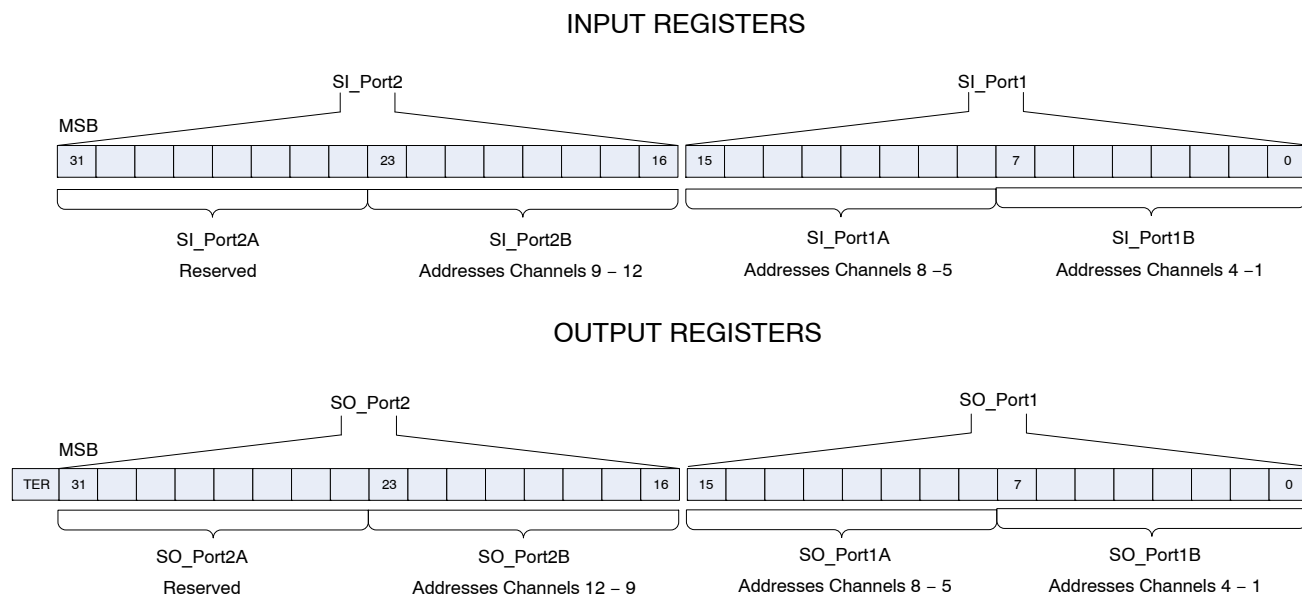 INPUT REGISTERS
SI_Port2 SI_Port1
MSB
31 23 16 15 7 0
SI_Port2A SI_Port2B SI_Port1A SI_Port1B
Reserved Addresses Channels 9 – 12 Addresses Channels 8 –5 Addresses Channels 4 –1
OUTPUT REGISTERS
SO_Port2 SO_Port1
MSB
TER 31 23 16 15 7 0
SO_Port2A SO_Port2B SO_Port1A SO_Port1B
Reserved Addresses Channels 12 – 9 Addresses Channels 8 – 5 Addresses Channels 4 – 1